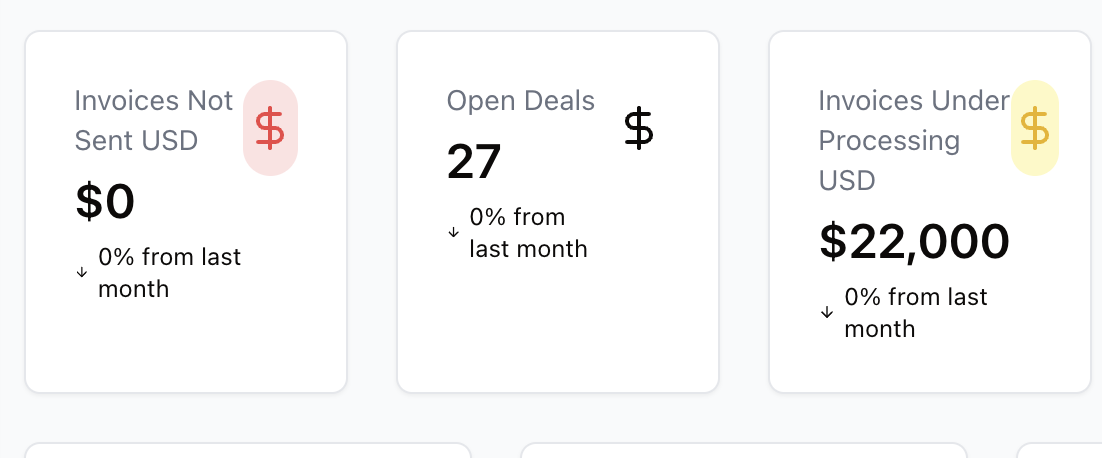 Invoices Not
Sent USD
$
$0
↓ 0% from last
month
Open Deals
$
27
↓ 0% from
last month
Invoices Under
Processing
USD
$
$22,000
↓ 0% from last
month